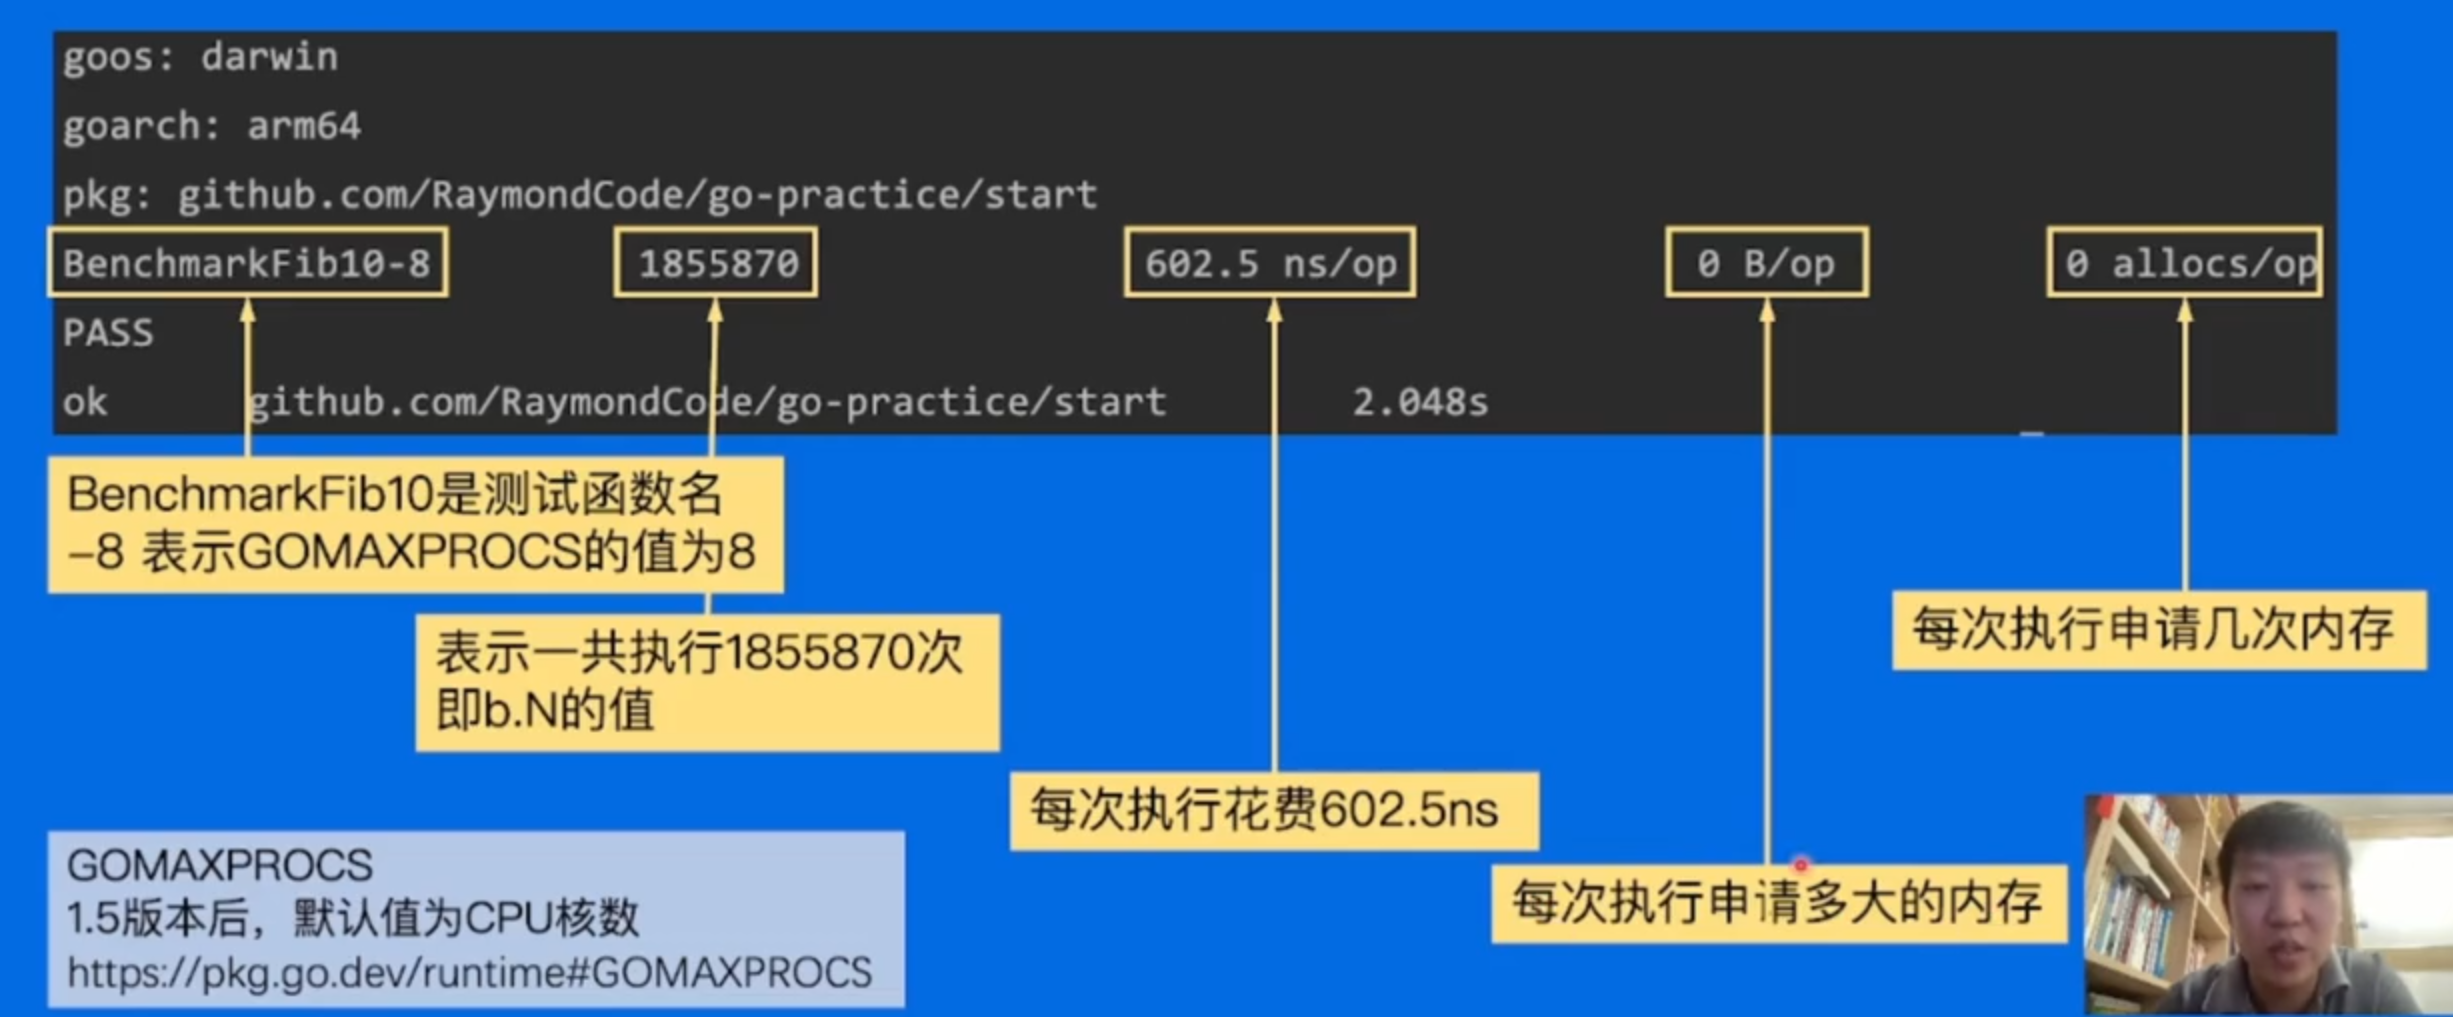 goos: darwin
goarch: arm64
pkg: github.com/RaymondCode/go-practice/start
BenchmarkFib10-8 1855870 602.5 ns/op 0 B/op 0 allocs/op
PASS
ok github.com/RaymondCode/go-practice/start 2.048s
BenchmarkFib10是测试函数名
-8 表示GOMAXPROCS的值为8
表示一共执行1855870次
即b.N的值
每次执行申请几次内存
每次执行花费602.5ns
每次执行申请多大的内存
GOMAXPROCS
1.5版本后，默认值为CPU核数
https://pkg.go.dev/runtime#GOMAXPROCS